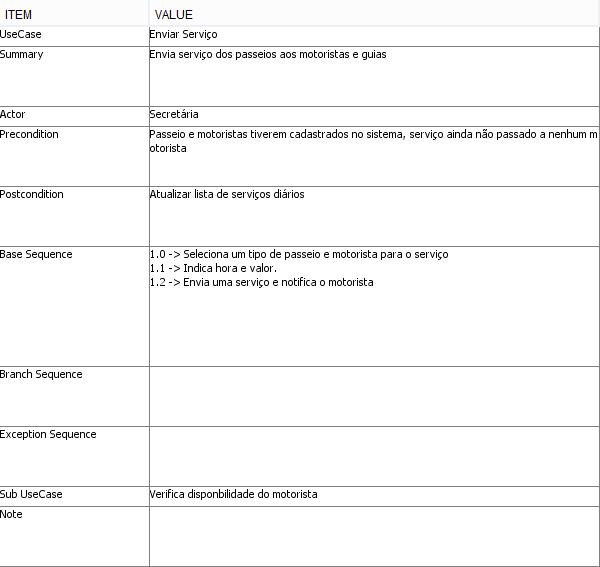 ITEM VALUE
UseCase Enviar Serviço
Summary Envia serviço dos passeios aos motoristas e guias
Actor Secretária
Precondition Passeio e motoristas tiverem cadastrados no sistema, serviço ainda não passado a nenhum m
otorista
Postcondition Atualizar lista de serviços diários
Base Sequence 1.0 -> Seleciona um tipo de passeio e motorista para o serviço
1.1 -> Indica hora e valor.
1.2 -> Envia uma serviço e notifica o motorista
Branch Sequence
Exception Sequence
Sub UseCase Verifica disponbilidade do motorista
Note